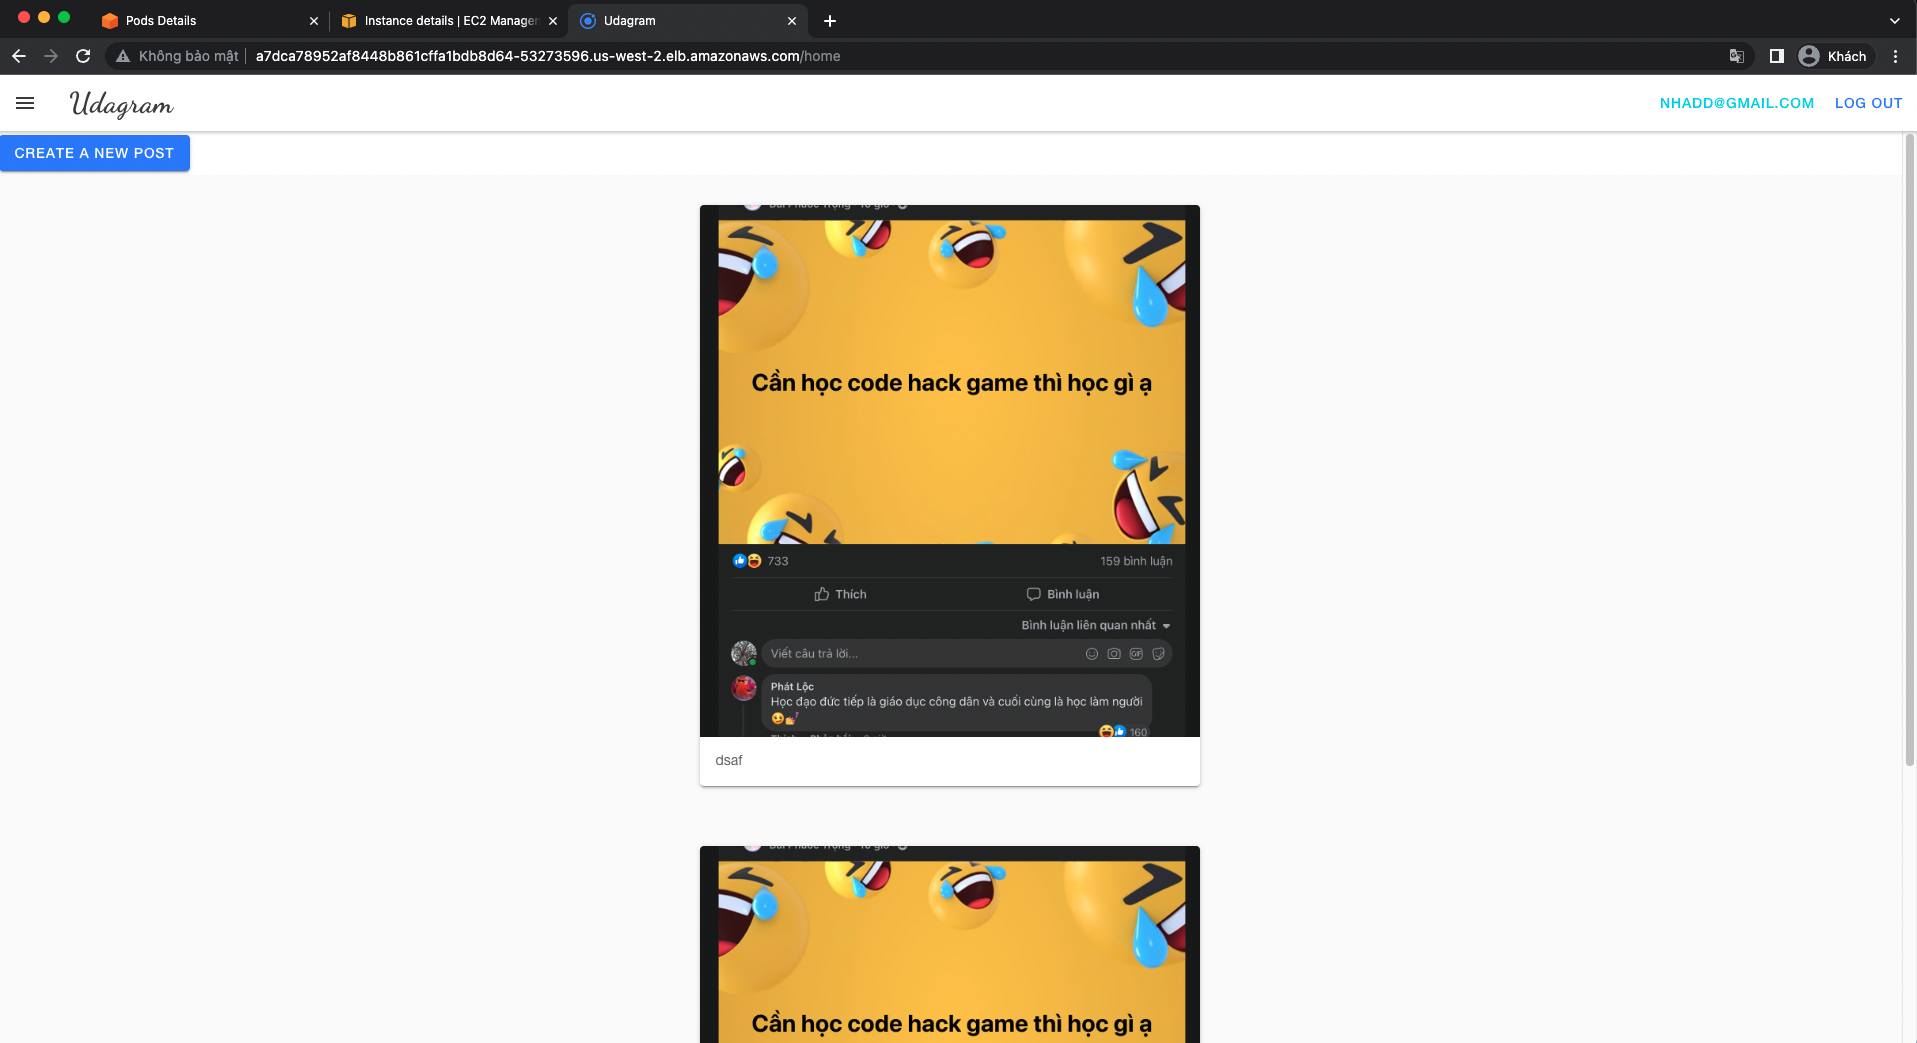 Pods Details
Instance details | EC2 Manager
Udagram
Không bảo mật
a7dca78952af8448b861cffa1bdb8d64-53273596.us-west-2.elb.amazonaws.com/home
Khách
Udagram
NHADD@GMAIL.COM
LOG OUT
CREATE A NEW POST
Cần học code hack game thì học gì ạ
733
159 bình luận
Thích
Bình luận
Bình luận liên quan nhất
Viết câu trả lời...
GIF
Phát Lộc
Học đạo đức tiếp là giáo dục công dân và cuối cùng là học làm người
160
dsaf
Cần học code hack game thì học gì ạ